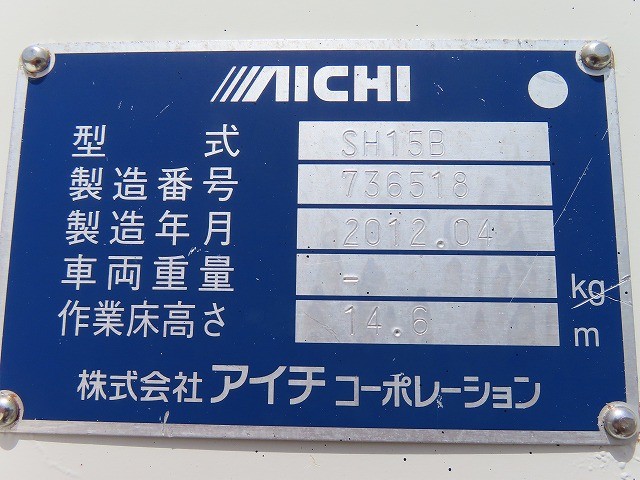 AICHI
型 式 SH15B
製造番号 736518
製造年月 2012.04
車両重量 - kg
作業床高さ 14.6 m
株式会社 アイチ コーポレーション